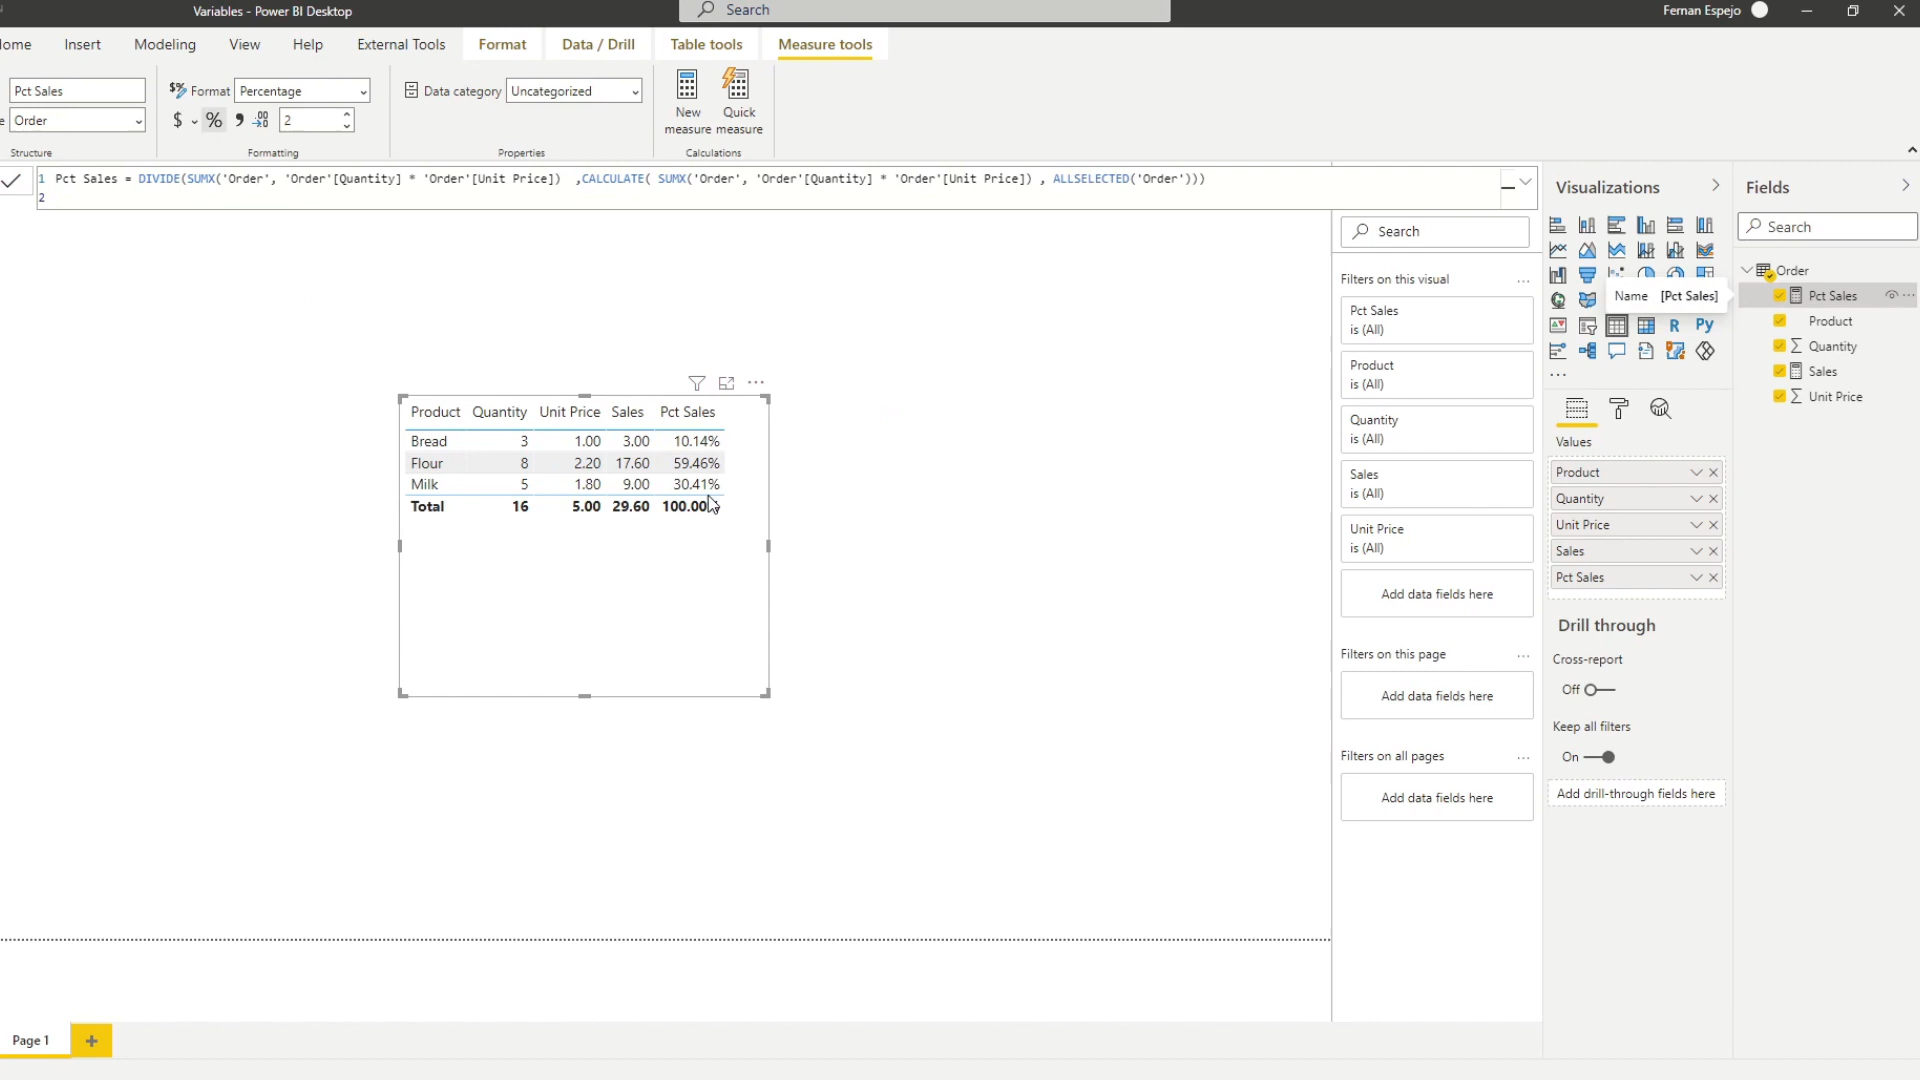 Variables - Power BI Desktop
Search
Fernan Espejo
Insert
Modeling
View
Help
External Tools
Format
Data / Drill
Table tools
Measure tools
Pct Sales
Order
Structure
Format
Percentage
$
%
2
Formatting
Data category
Uncategorized
Properties
New measure
Quick measure
Calculations
1 Pct Sales = DIVIDE(SUMX('Order', 'Order'[Quantity] * 'Order'[Unit Price]) ,CALCULATE( SUMX('Order', 'Order'[Quantity] * 'Order'[Unit Price]) , ALLSELECTED('Order')))
2
Product Quantity Unit Price Sales Pct Sales
Bread 3 1.00 3.00 10.14%
Flour 8 2.20 17.60 59.46%
Milk 5 1.80 9.00 30.41%
Total 16 5.00 29.60 100.00
Search
Filters on this visual
Pct Sales
is (All)
Product
is (All)
Quantity
is (All)
Sales
is (All)
Unit Price
is (All)
Add data fields here
Filters on this page
Add data fields here
Filters on all pages
Add data fields here
Visualizations
Name [Pct Sales]
R
Py
Values
Product
Quantity
Unit Price
Sales
Pct Sales
Drill through
Cross-report
Off
Keep all filters
On
Add drill-through fields here
Fields
Search
Order
Pct Sales
Product
Quantity
Sales
Unit Price
Page 1